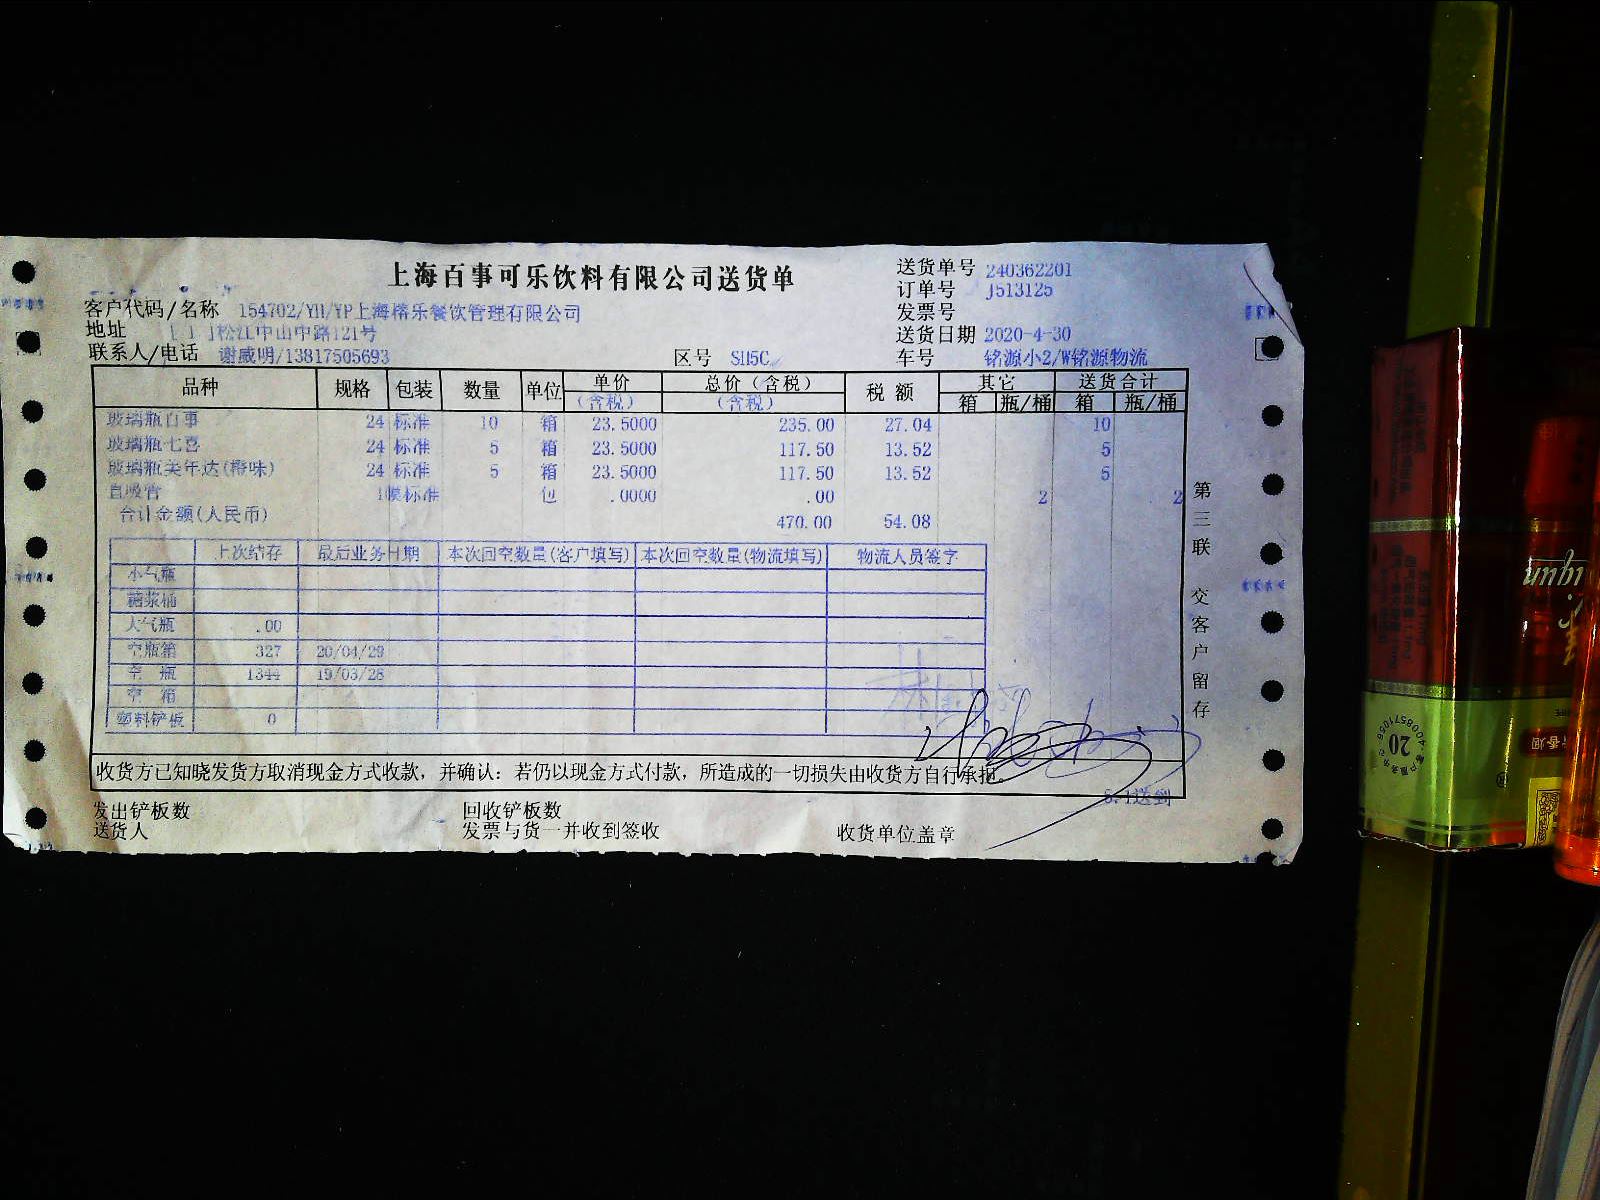 上海百事可乐饮料有限公司送货单
送货单号 240362201
订单号 J513125
发票号
送货日期 2020-4-30
车号 铭源小2/W铭源物流
客户代码/名称 154702/YH/YP上海楿乐餐饮管理有限公司
地址 [ ] ]松江中山中路121号
联系人/电话 谢威明/13817505693 区号 SH5C
品种 规格 包装 数量 单位 单价 总价（含税） 税额 其它 送货合计
（含税） （含税） 箱 瓶/桶 箱 瓶/桶
玻璃瓶百事 24 标准 10 箱 23.5000 235.00 27.04 10
玻璃瓶七喜 24 标准 5 箱 23.5000 117.50 13.52 5
玻璃瓶美年达(橙味) 24 标准 5 箱 23.5000 117.50 13.52 5
百吸管 1 标准 包 .0000 .00 2 2
合计金额(人民币) 470.00 54.08
上次结存 最后业务日期 本次回空数量(客户填写) 本次回空数量(物流填写) 物流人员签字
小气瓶
糖浆桶
大气瓶 .00
空瓶箱 327 20/04/29
空瓶 1344 19/03/28
空箱
塑料铲板 0
收货方已知晓发货方取消现金方式收款，并确认：若仍以现金方式付款，所造成的一切损失由收货方自行承担。
5.1送到
发出铲板数 回收铲板数
送货人 发票与货一并收到签收 收货单位盖章
第三联 交客户留存
4008571056
20